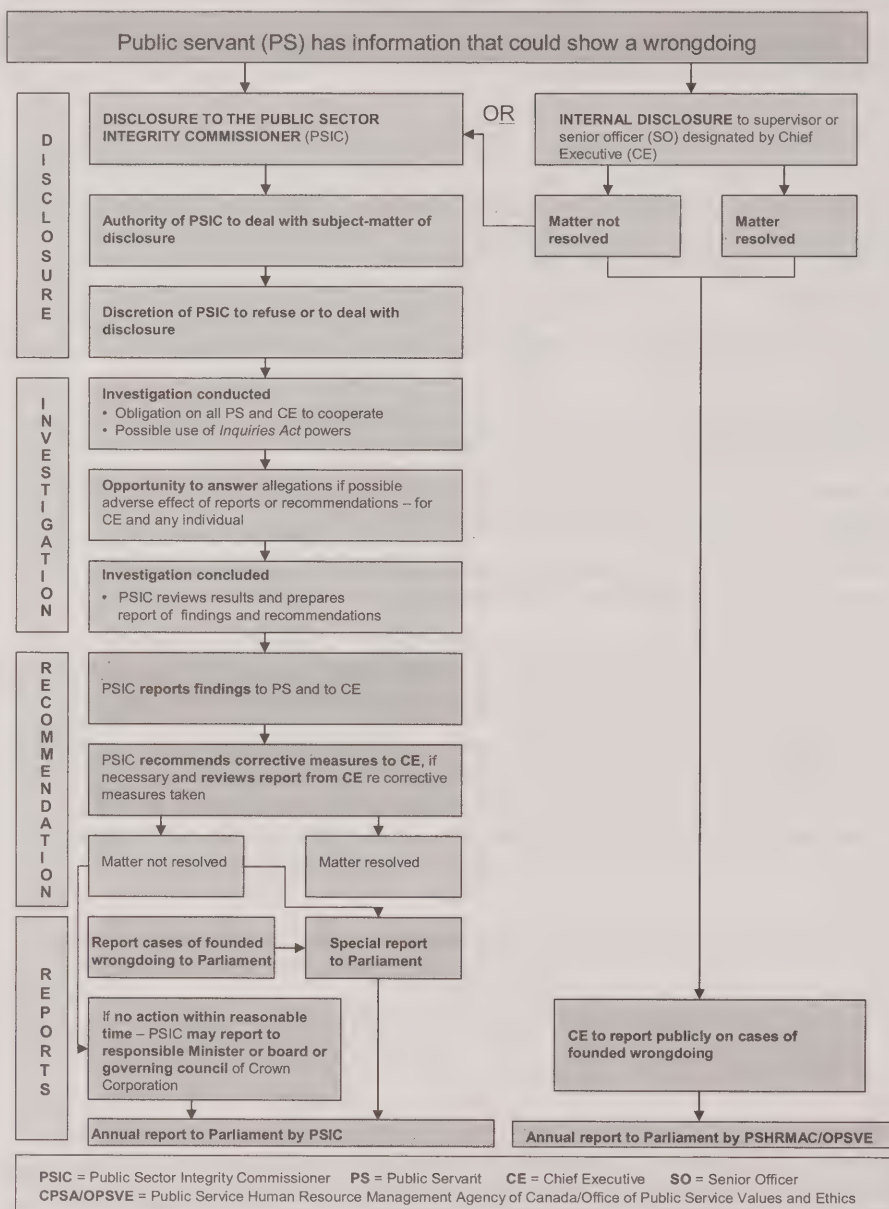 Public servant (PS) has information that could show a wrongdoing
DISCLOSURE
DISCLOSURE TO THE PUBLIC SECTOR
INTEGRITY COMMISSIONER (PSIC)
OR
INTERNAL DISCLOSURE to supervisor or
senior officer (SO) designated by Chief
Executive (CE)
Authority of PSIC to deal with subject-matter of
disclosure
Matter not
resolved
Matter
resolved
Discretion of PSIC to refuse or to deal with
disclosure
INVESTIGATION
Investigation conducted
• Obligation on all PS and CE to cooperate
• Possible use of Inquiries Act powers
Opportunity to answer allegations if possible
adverse effect of reports or recommendations – for
CE and any individual
Investigation concluded
• PSIC reviews results and prepares
report of findings and recommendations
RECOMMENDATION
PSIC reports findings to PS and to CE
PSIC recommends corrective measures to CE, if
necessary and reviews report from CE re corrective
measures taken
Matter not resolved
Matter resolved
REPORTS
Report cases of founded
wrongdoing to Parliament
Special report
to Parliament
If no action within reasonable
time – PSIC may report to
responsible Minister or board or
governing council of Crown
Corporation
CE to report publicly on cases of
founded wrongdoing
Annual report to Parliament by PSIC
Annual report to Parliament by PSHRMAC/OPSVE
PSIC = Public Sector Integrity Commissioner PS = Public Servant CE = Chief Executive SO = Senior Officer
CPSA/OPSVE = Public Service Human Resource Management Agency of Canada/Office of Public Service Values and Ethics